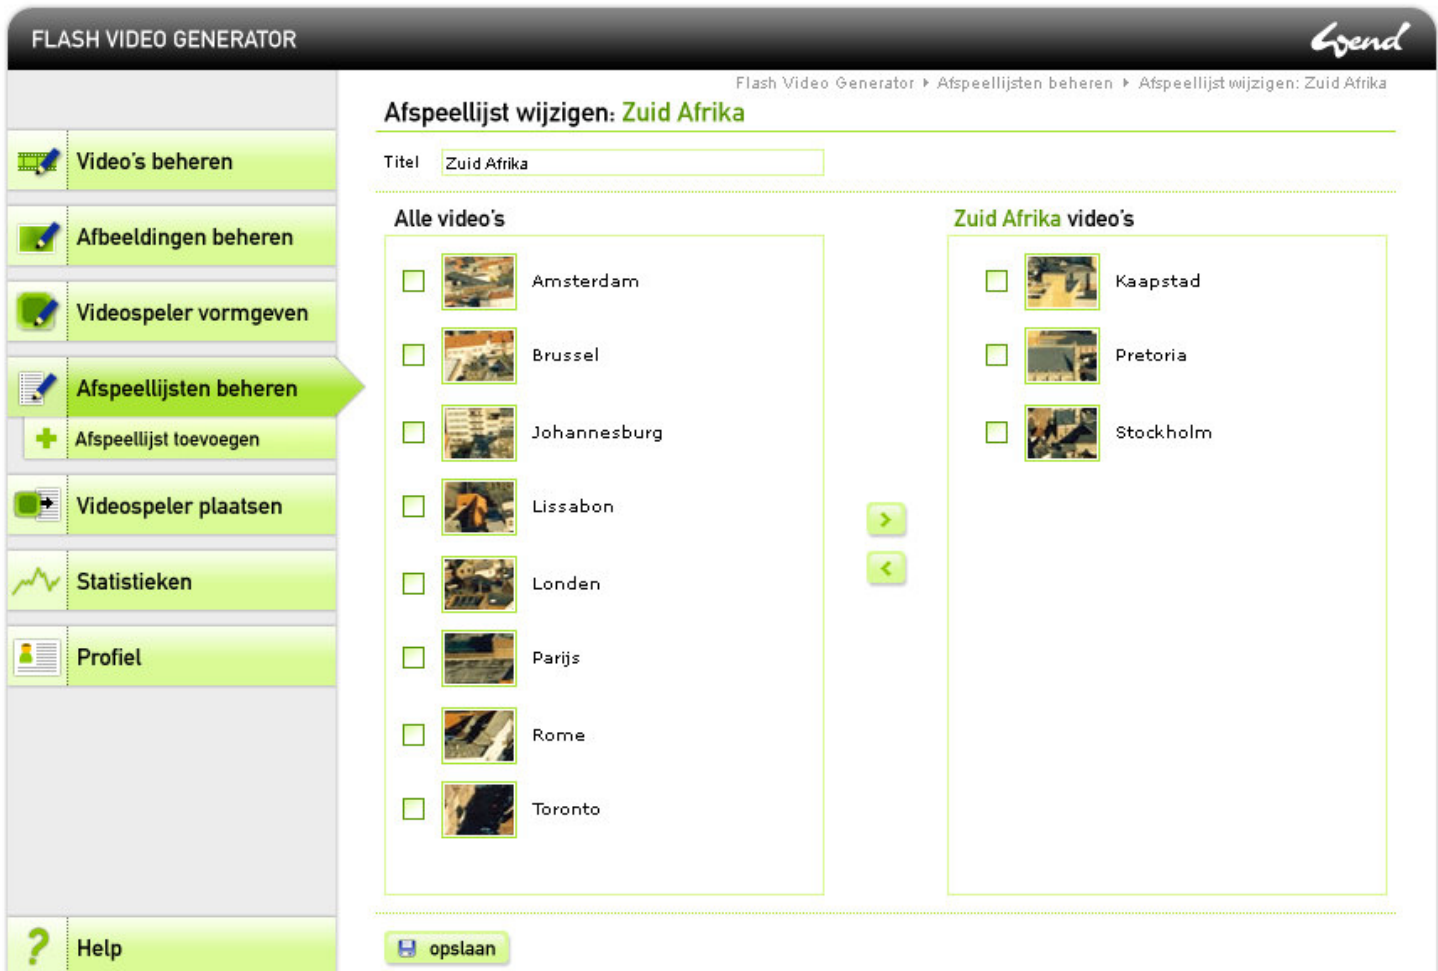 FLASH VIDEO GENERATOR
Wend
Flash Video Generator Afspeellijsten beheren Afspeellijst wijzigen: Zuid Afrika
Afspeellijst wijzigen: Zuid Afrika
Video's beheren
Titel Zuid Afrika
Afbeeldingen beheren
Videospeler vormgeven
Afspeellijsten beheren
Afspeellijst toevoegen
Videospeler plaatsen
Statistieken
Profiel
Help
Alle video's
Amsterdam
Brussel
Johannesburg
Lissabon
Londen
Parijs
Rome
Toronto
Zuid Afrika video's
Kaapstad
Pretoria
Stockholm
opslaan